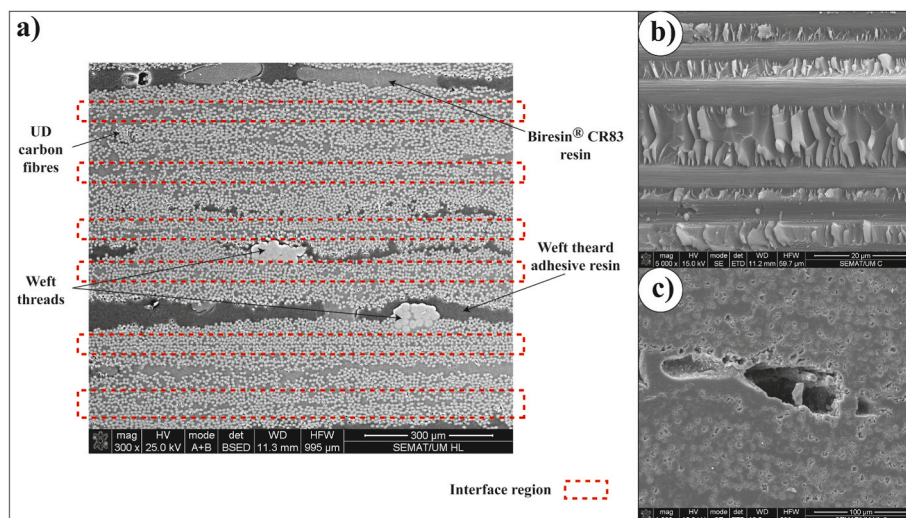 a)
UD
carbon
fibres
Biresin® CR83
resin
Weft
threads
Weft theard
adhesive resin
mag
HV
mode
det
WD
HFW
300 µm
300 x
25.0 kV
A+B
BSED
11.3 mm
995 µm
SEMAT/UM HL
Interface region
b)
mag
HV
mode
det
WD
HFW
20 µm
5 000 x
15.0 kV
SE
ETD
11.2 mm
59.7 µm
SEMAT/UM C
c)
mag
HV
mode
det
WD
HFW
100 µm